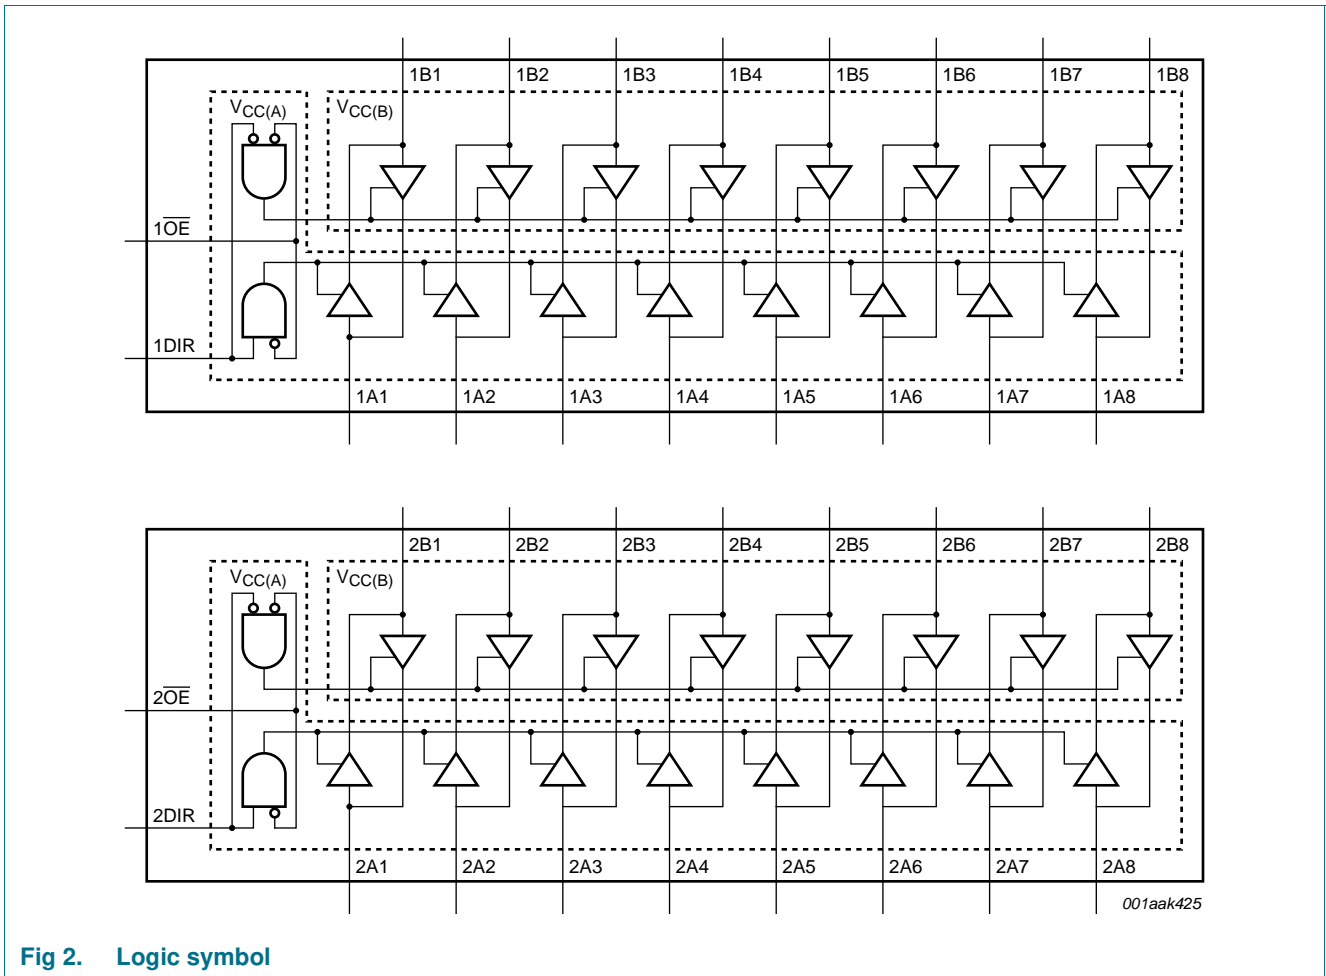 1B1 1B2 1B3 1B4 1B5 1B6 1B7 1B8
VCC(A) VCC(B)
1O̅E̅
1DIR
1A1 1A2 1A3 1A4 1A5 1A6 1A7 1A8
2B1 2B2 2B3 2B4 2B5 2B6 2B7 2B8
VCC(A) VCC(B)
2O̅E̅
2DIR
2A1 2A2 2A3 2A4 2A5 2A6 2A7 2A8
001aak425
Fig 2. Logic symbol